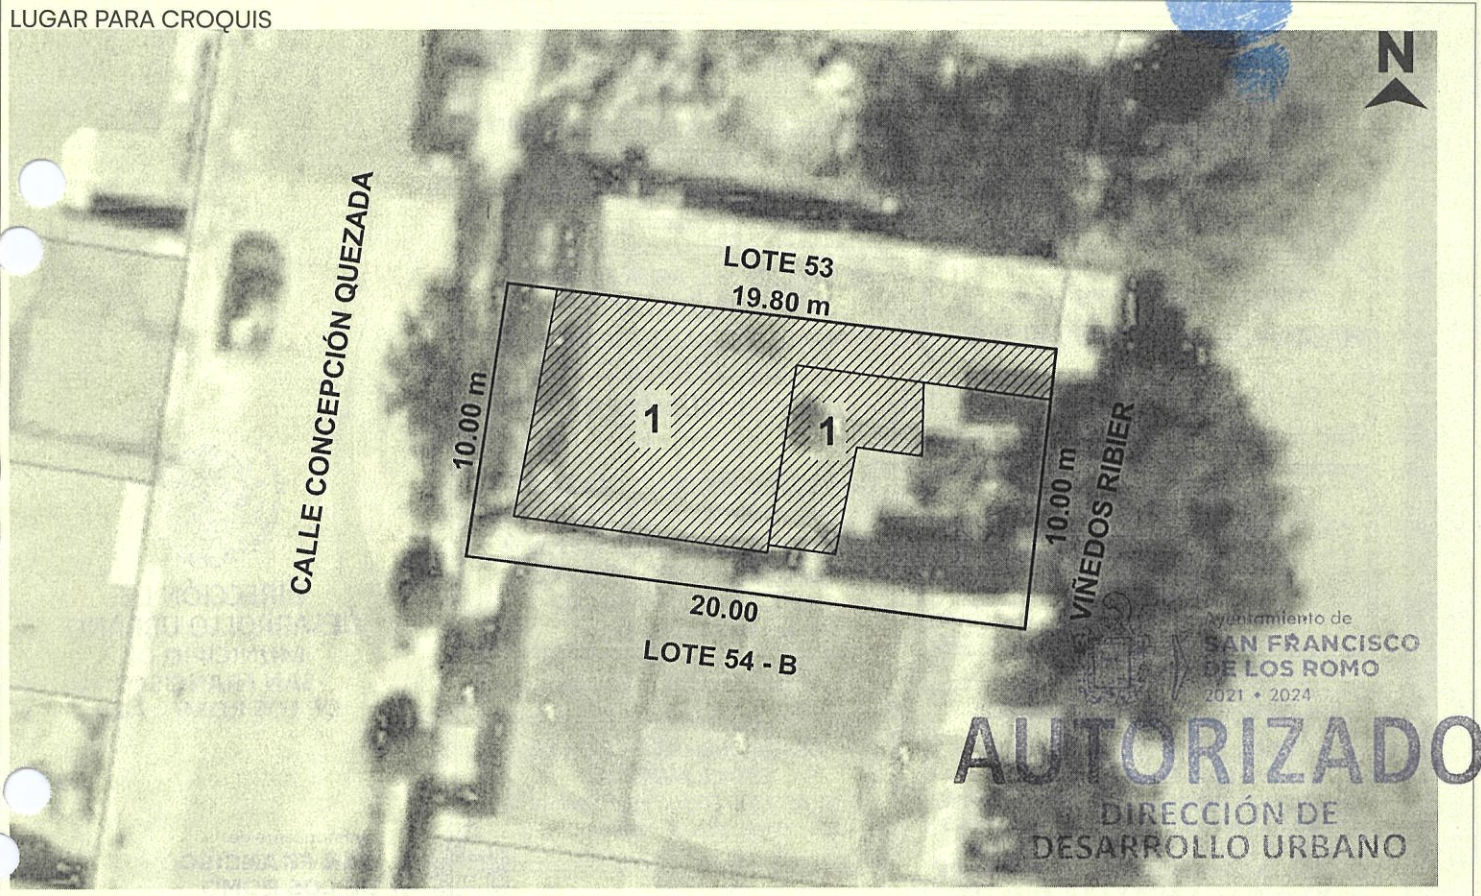 LUGAR PARA CROQUIS
N
CALLE CONCEPCIÓN QUEZADA
LOTE 53
19.80 m
10.00 m
1
1
10.00 m
VIÑEDOS RIBIER
20.00
LOTE 54 - B
Ayuntamiento de
SAN FRANCISCO
DE LOS ROMO
2021 • 2024
AUTORIZADO
DIRECCIÓN DE
DESARROLLO URBANO